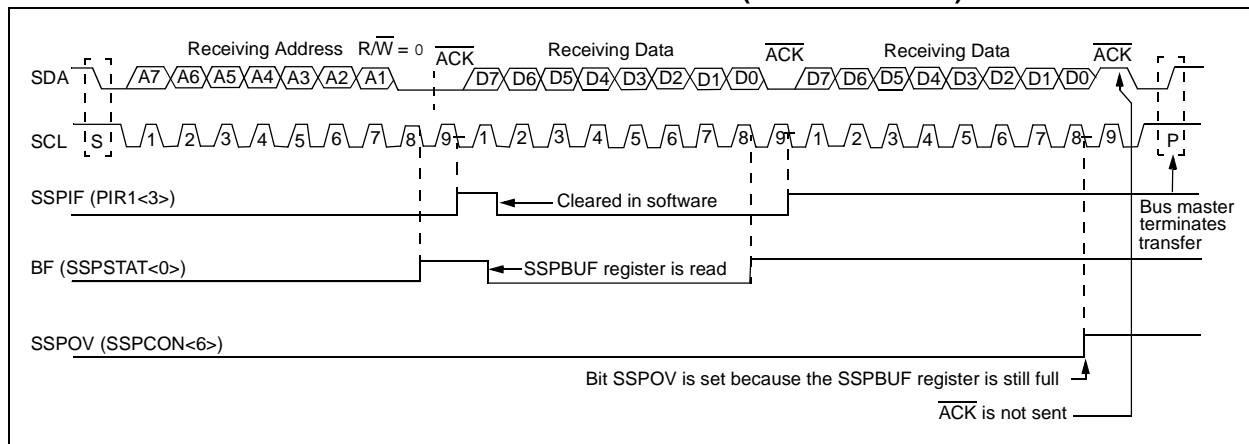 Receiving Address R/W = 0 ACK Receiving Data ACK Receiving Data ACK
SDA A7 A6 A5 A4 A3 A2 A1 D7 D6 D5 D4 D3 D2 D1 D0 D7 D6 D5 D4 D3 D2 D1 D0
SCL S 1 2 3 4 5 6 7 8 9 1 2 3 4 5 6 7 8 9 1 2 3 4 5 6 7 8 9 P
SSPIF (PIR1<3>)
Cleared in software
Bus master
terminates
transfer
BF (SSPSTAT<0>)
SSPBUF register is read
SSPOV (SSPCON<6>)
Bit SSPOV is set because the SSPBUF register is still full
ACK is not sent